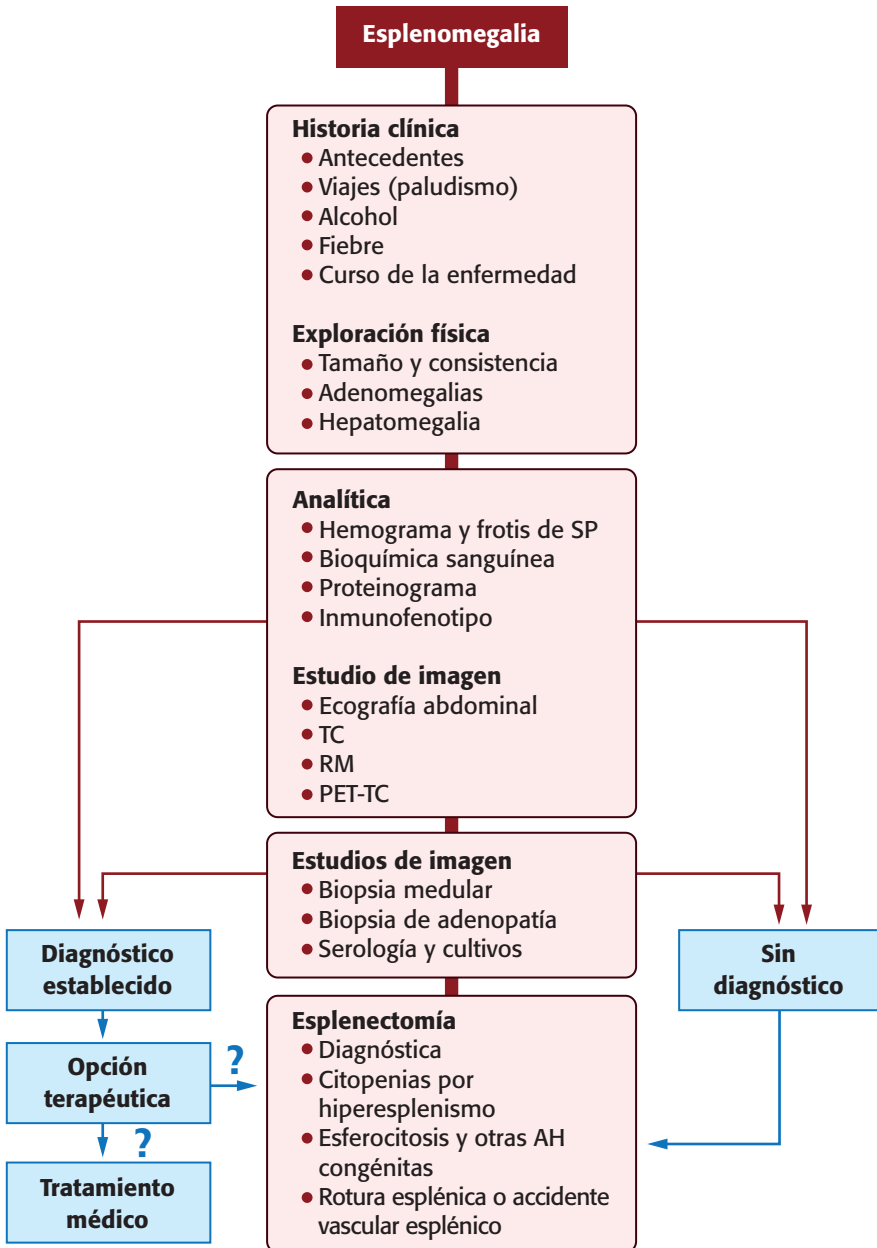 Esplenomegalia
Historia clínica
• Antecedentes
• Viajes (paludismo)
• Alcohol
• Fiebre
• Curso de la enfermedad
Exploración física
• Tamaño y consistencia
• Adenomegalias
• Hepatomegalia
Analítica
• Hemograma y frotis de SP
• Bioquímica sanguínea
• Proteinograma
• Inmunofenotipo
Estudio de imagen
• Ecografía abdominal
• TC
• RM
• PET-TC
Estudios de imagen
• Biopsia medular
• Biopsia de adenopatía
• Serología y cultivos
Diagnóstico
establecido
Sin
diagnóstico
Opción
terapéutica
?
?
Tratamiento
médico
Esplenectomía
• Diagnóstica
• Citopenias por
hiperesplenismo
• Esferocitosis y otras AH
congénitas
• Rotura esplénica o accidente
vascular esplénico